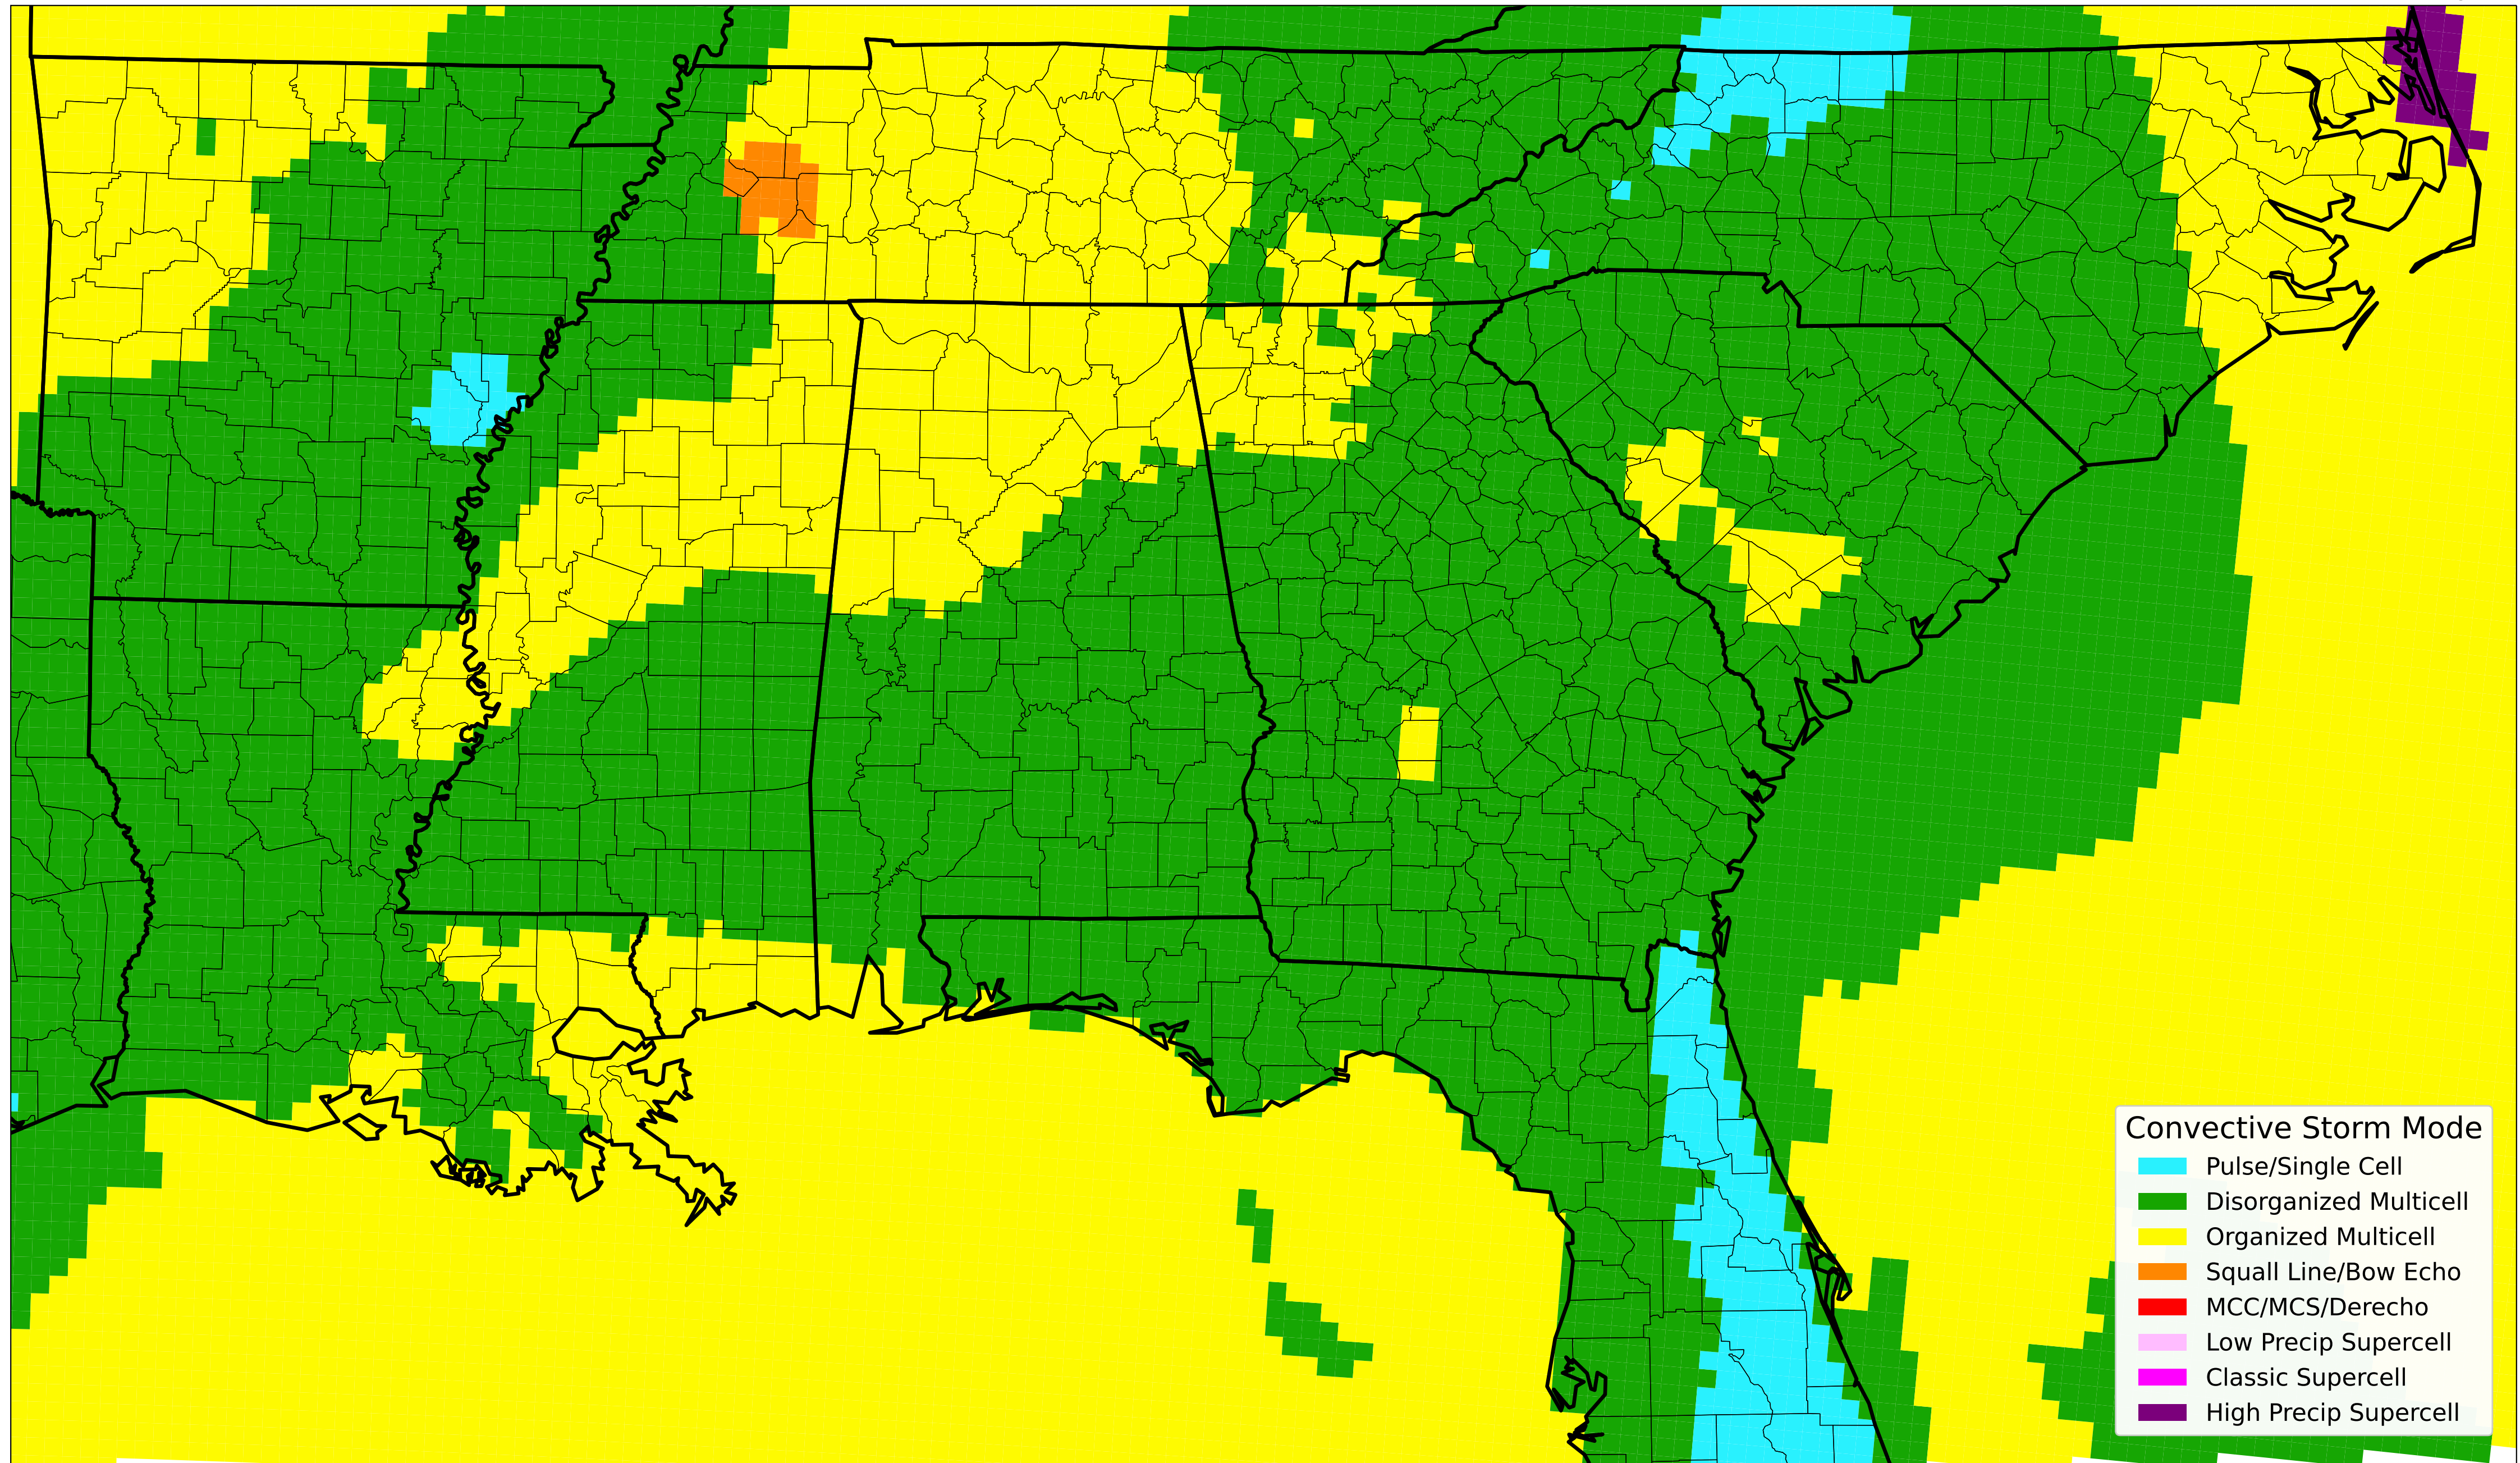 Convective Storm Mode
Pulse/Single Cell
Disorganized Multicell
Organized Multicell
Squall Line/Bow Echo
MCC/MCS/Derecho
Low Precip Supercell
Classic Supercell
High Precip Supercell